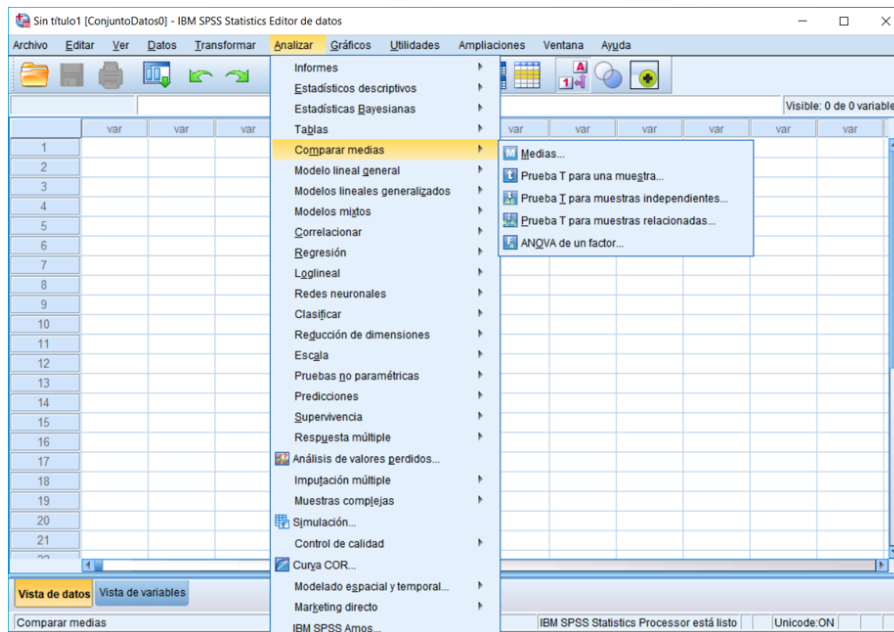 Sin título1 [ConjuntoDatos0] - IBM SPSS Statistics Editor de datos
Archivo Editar Ver Datos Transformar Analizar Gráficos Utilidades Ampliaciones Ventana Ayuda
Visible: 0 de 0 variable
var var var var var var var var var
Informes
Estadísticos descriptivos
Estadísticas Bayesianas
Tablas
Comparar medias
Modelo lineal general
Modelos lineales generalizados
Modelos mixtos
Correlacionar
Regresión
Loglineal
Redes neuronales
Clasificar
Reducción de dimensiones
Escala
Pruebas no paramétricas
Predicciones
Supervivencia
Respuesta múltiple
Análisis de valores perdidos...
Imputación múltiple
Muestras complejas
Simulación...
Control de calidad
Curva COR...
Modelado espacial y temporal...
Marketing directo
IBM SPSS Amos...
Medias...
Prueba T para una muestra...
Prueba T para muestras independientes...
Prueba T para muestras relacionadas...
ANOVA de un factor...
1
2
3
4
5
6
7
8
9
10
11
12
13
14
15
16
17
18
19
20
21
22
Vista de datos Vista de variables
Comparar medias IBM SPSS Statistics Processor está listo Unicode:ON